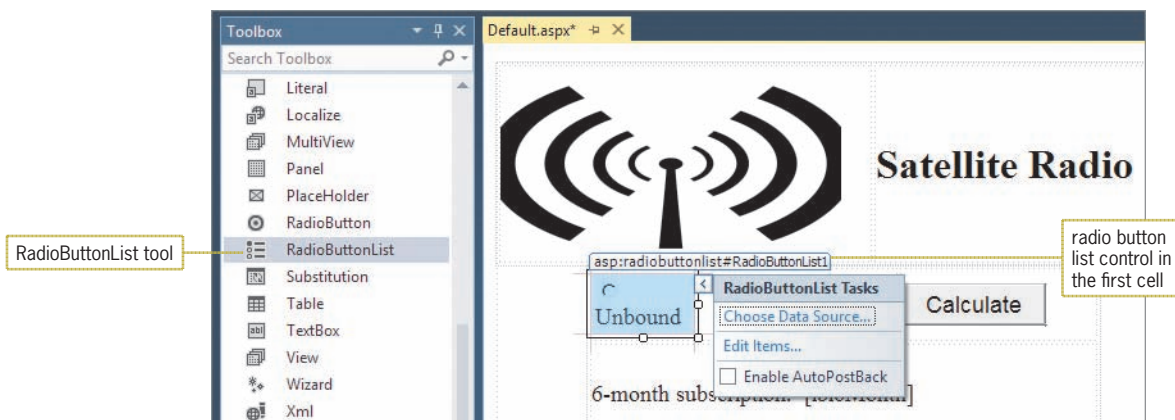 Toolbox
Default.aspx*
Search Toolbox
Literal
Localize
MultiView
Panel
PlaceHolder
RadioButton
RadioButtonList
Substitution
Table
TextBox
View
Wizard
Xml
RadioButtonList tool
Satellite Radio
asp:radiobuttonlist#RadioButtonList1
Unbound
RadioButtonList Tasks
Choose Data Source...
Edit Items...
Enable AutoPostBack
Calculate
6-month
radio button
list control in
the first cell